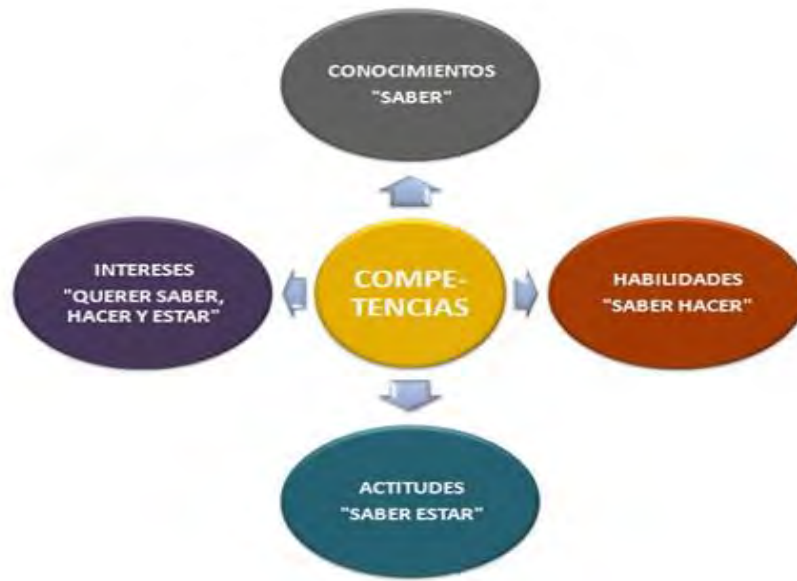 CONOCIMIENTOS
"SABER"
INTERESES
"QUERER SABER,
HACER Y ESTAR"
COMPE-
TENCIAS
HABILIDADES
"SABER HACER"
ACTITUDES
"SABER ESTAR"